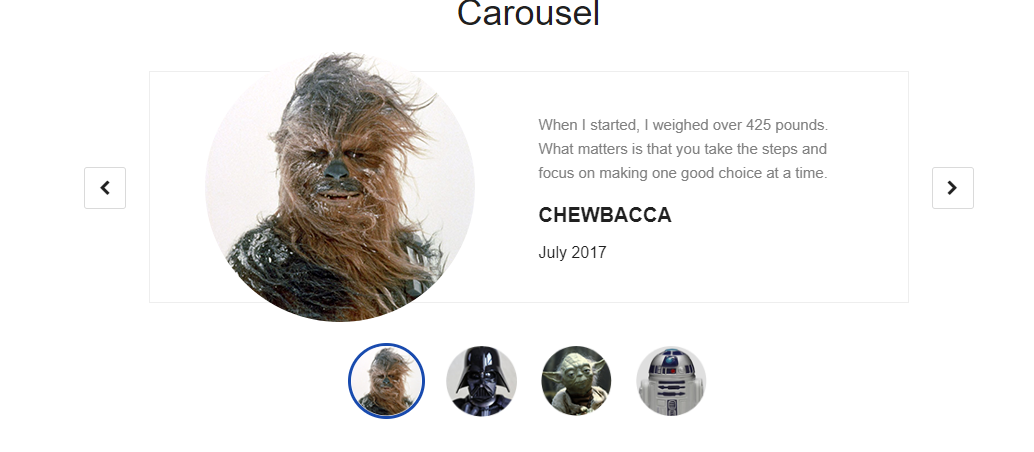 Carousel
When I started, I weighed over 425 pounds.
What matters is that you take the steps and
focus on making one good choice at a time.
CHEWBACCA
July 2017